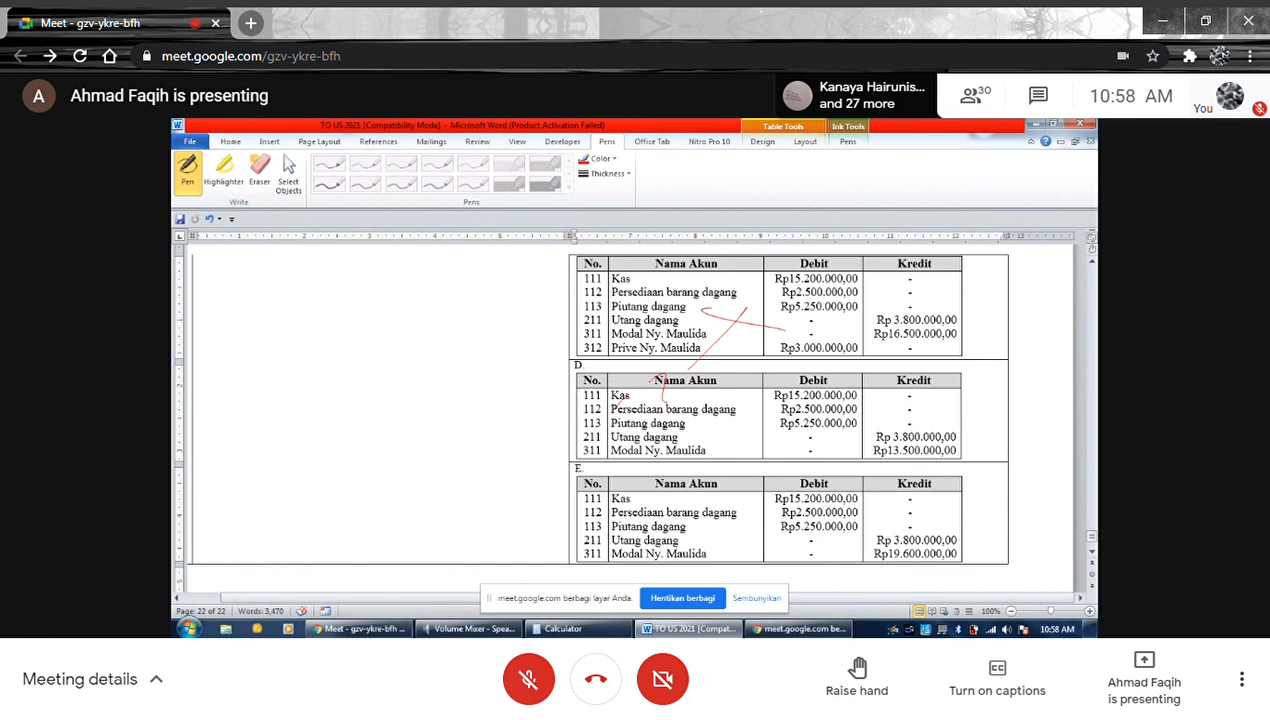 Meet - gzv-ykre-bfh
meet.google.com/gzv-ykre-bfh
A Ahmad Faqih is presenting
Kanaya Hairunis...
and 27 more
30
10:58 AM
You
TO US 2021 [Compatibility Mode] - Microsoft Word (Product Activation Failed)
Table Tools Ink Tools
File Home Insert Page Layout References Mailings Review View Developer Pens Office Tab Nitro Pro 10 Design Layout Pens
Pen Highlighter Eraser Select Objects
Color
Thickness
Write Pens
No. Nama Akun Debit Kredit
111 Kas Rp15.200.000,00 -
112 Persediaan barang dagang Rp2.500.000,00 -
113 Piutang dagang Rp5.250.000,00 -
211 Utang dagang - Rp 3.800.000,00
311 Modal Ny. Maulida - Rp16.500.000,00
312 Prive Ny. Maulida Rp3.000.000,00 -
D.
No. Nama Akun Debit Kredit
111 Kas Rp15.200.000,00 -
112 Persediaan barang dagang Rp2.500.000,00 -
113 Piutang dagang Rp5.250.000,00 -
211 Utang dagang - Rp 3.800.000,00
311 Modal Ny. Maulida - Rp13.500.000,00
E.
No. Nama Akun Debit Kredit
111 Kas Rp15.200.000,00 -
112 Persediaan barang dagang Rp2.500.000,00 -
113 Piutang dagang Rp5.250.000,00 -
211 Utang dagang - Rp 3.800.000,00
311 Modal Ny. Maulida - Rp19.600.000,00
meet.google.com berbagi layar Anda. Hentikan berbagi Sembunyikan
Page: 22 of 22 Words: 3,470 100%
Meet - gzv-ykre-bfh ... Volume Mixer - Spea... Calculator TO US 2021 [Compat... meet.google.com be... 10:58 AM
Meeting details
Raise hand
Turn on captions
Ahmad Faqih
is presenting